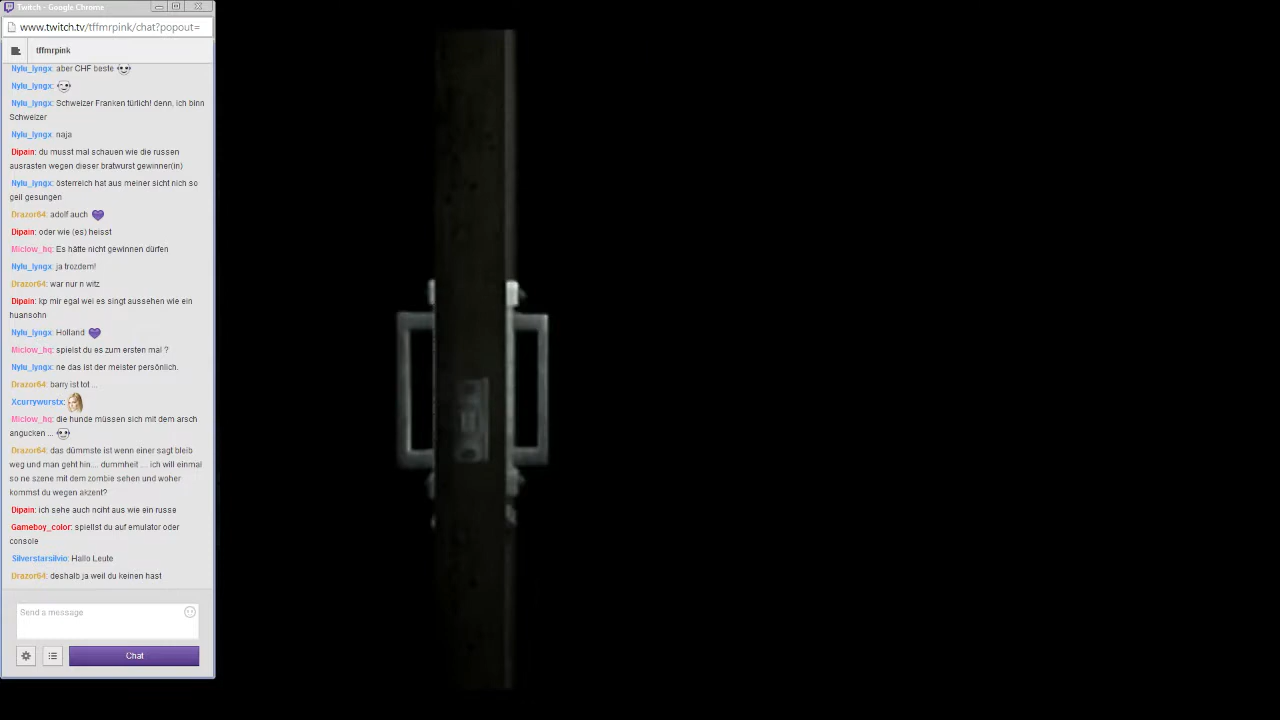 Twitch - Google Chrome
www.twitch.tv/tffmrpink/chat?popout=
tffmrpink
Nylu_lyngx: aber CHF beste
Nylu_lyngx:
Nylu_lyngx: Schweizer Franken türlich! denn, ich binn
Schweizer
Nylu_lyngx: naja
Dipain: du musst mal schauen wie die russen
ausrasten wegen dieser bratwurst gewinner(in)
Nylu_lyngx: österreich hat aus meiner sicht nich so
geil gesungen
Drazor64: adolf auch
Dipain: oder wie (es) heisst
Miclow_hq: Es hätte nicht gewinnen dürfen
Nylu_lyngx: ja trozdem!
Drazor64: war nur n witz
Dipain: kp mir egal wei es singt aussehen wie ein
huansohn
Nylu_lyngx: Holland
Miclow_hq: spielst du es zum ersten mal ?
Nylu_lyngx: ne das ist der meister persönlich.
Drazor64: barry ist tot ...
Xcurrywurstx:
Miclow_hq: die hunde müssen sich mit dem arsch
angucken ...
Drazor64: das dümmste ist wenn einer sagt bleib
weg und man geht hin.... dummheit ... ich will einmal
so ne szene mit dem zombie sehen und woher
kommst du wegen akzent?
Dipain: ich sehe auch nciht aus wie ein russe
Gameboy_color: spiellst du auf emulator oder
console
Silverstarsilvio: Hallo Leute
Drazor64: deshalb ja weil du keinen hast
Send a message
Chat